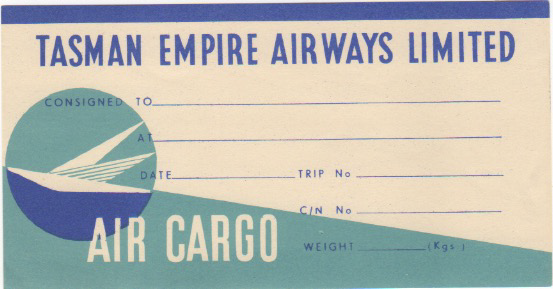 TASMAN EMPIRE AIRWAYS LIMITED
CONSIGNED TO
AT
DATE TRIP No
C/N No
AIR CARGO
WEIGHT (Kgs)